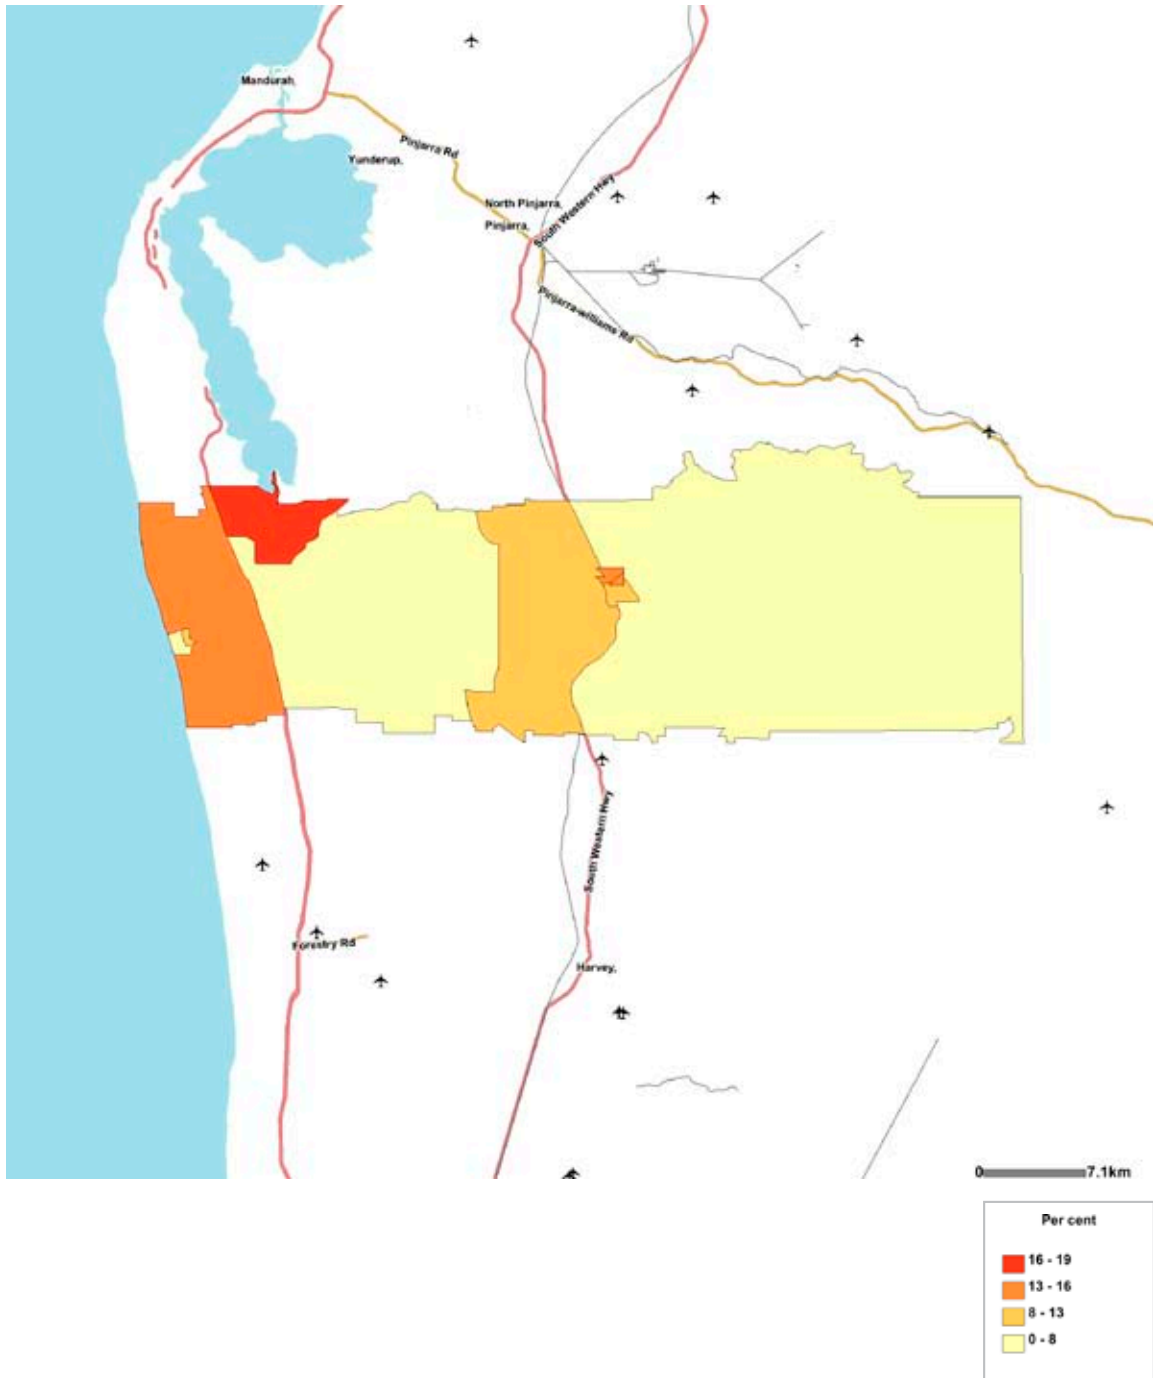 Mandurah,
Pinjarra Rd
Yunderup,
North Pinjarra,
South Western Hwy
Pinjarra,
Pinjarra-williams Rd
South Western Hwy
Forestry Rd
Harvey,
0 7.1km
Per cent
16 - 19
13 - 16
8 - 13
0 - 8